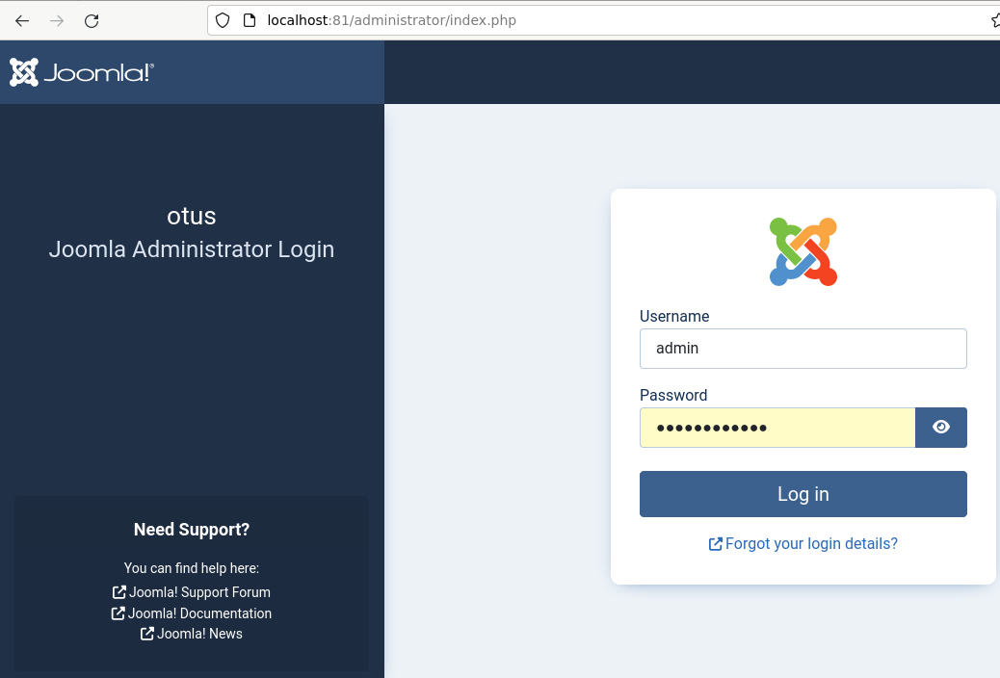 localhost:81/administrator/index.php
Joomla!®
otus
Joomla Administrator Login
Username
admin
Password
••••••••••••
Log in
Forgot your login details?
Need Support?
You can find help here:
Joomla! Support Forum
Joomla! Documentation
Joomla! News